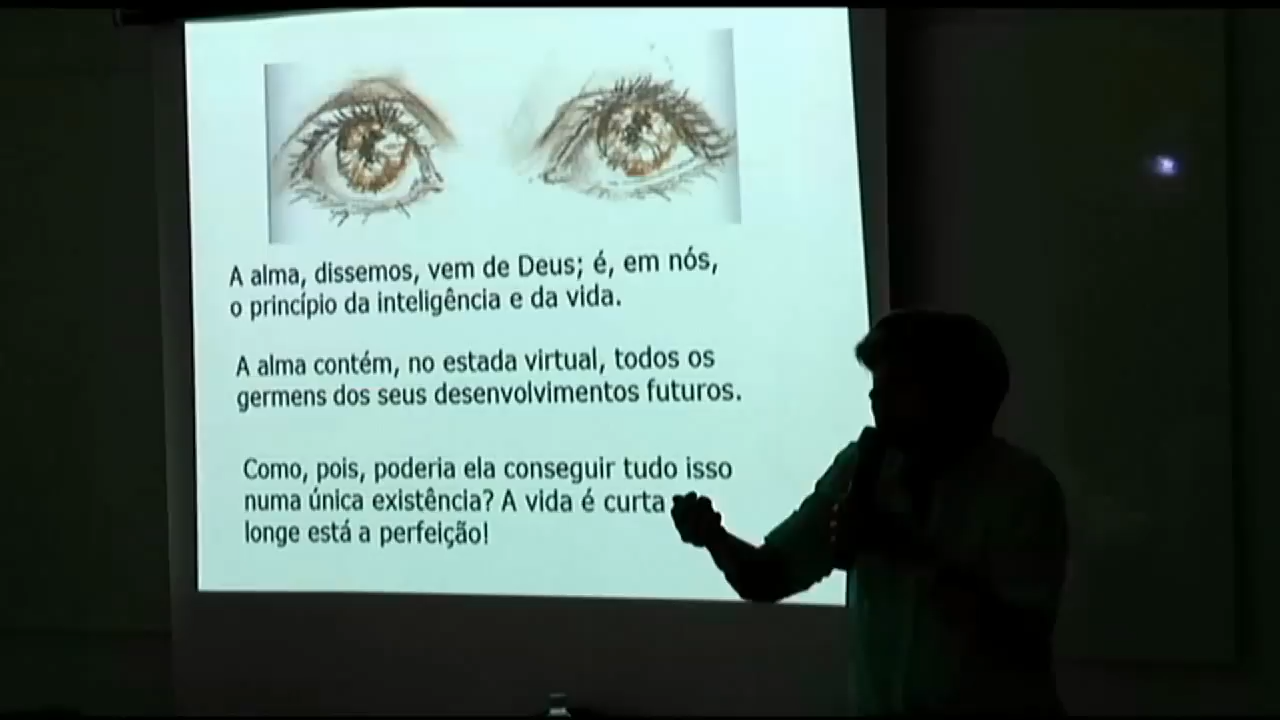 A alma, dissemos, vem de Deus; é, em nós,
o princípio da inteligência e da vida.
A alma contém, no estada virtual, todos os
germens dos seus desenvolvimentos futuros.
Como, pois, poderia ela conseguir tudo isso
numa única existência? A vida é curta
longe está a perfeição!